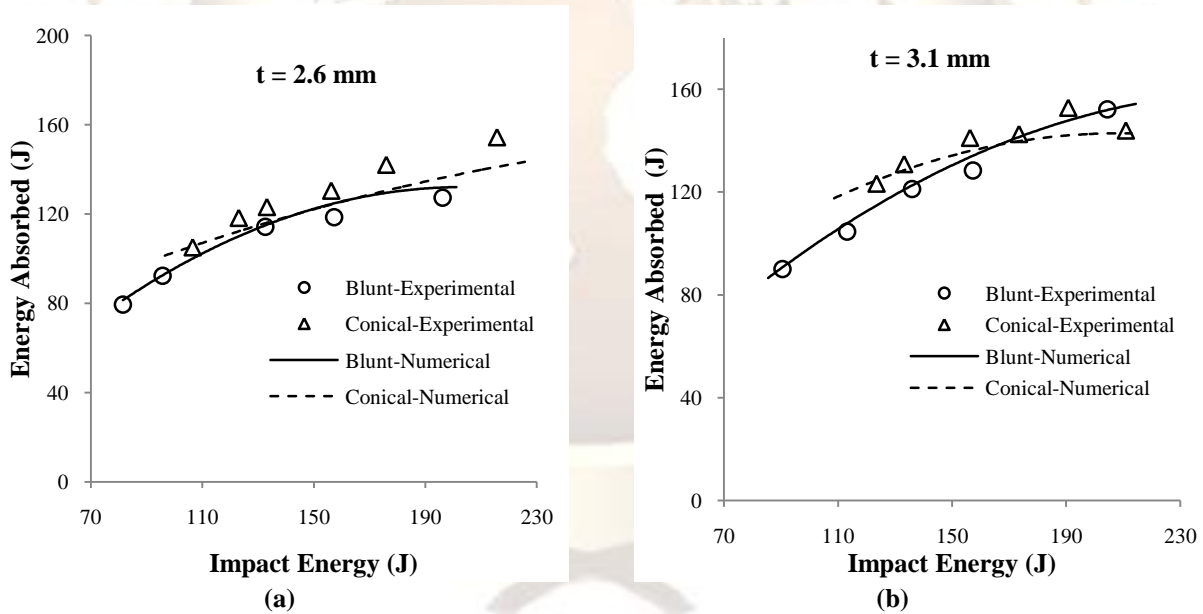 200
160
120
80
40
0
70 110 150 190 230
Energy Absorbed (J)
Impact Energy (J)
t = 2.6 mm
Blunt-Experimental
Conical-Experimental
Blunt-Numerical
Conical-Numerical
(a)
160
120
80
40
0
70 110 150 190 230
Energy Absorbed (J)
Impact Energy (J)
t = 3.1 mm
Blunt-Experimental
Conical-Experimental
Blunt-Numerical
Conical-Numerical
(b)